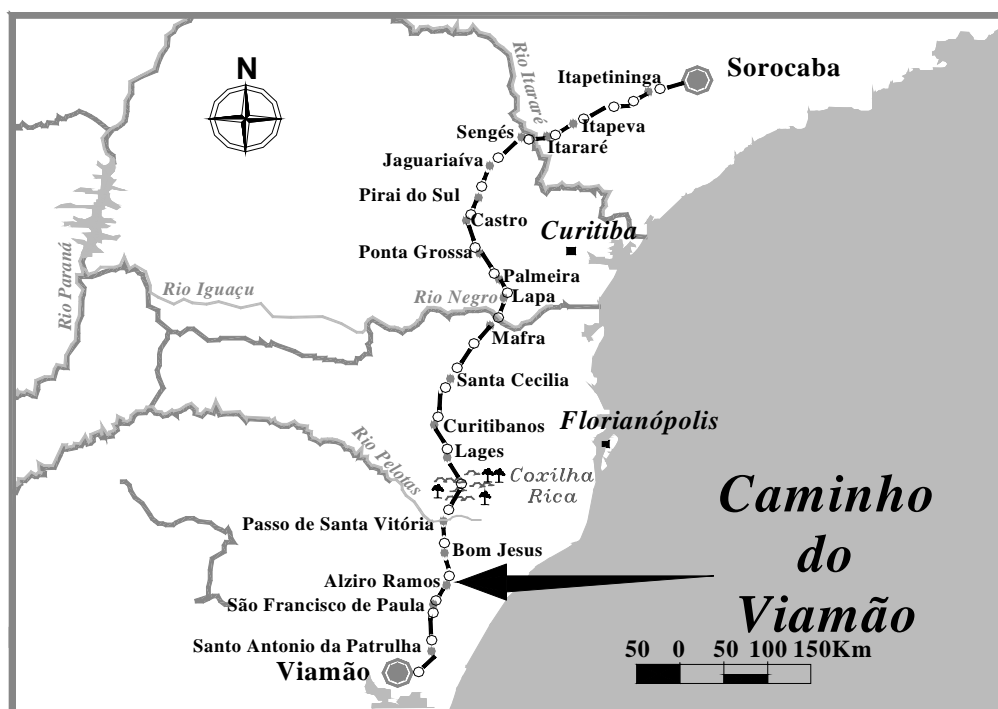 N
Rio Itararé
Itapetininga
Sorocaba
Itapeva
Sengés
Itararé
Jaguariaíva
Pirai do Sul
Castro
Curitiba
Ponta Grossa
Rio Paraná
Palmeira
Rio Iguaçu
Rio Negro
Lapa
Mafra
Santa Cecilia
Florianópolis
Curitibanos
Rio Pelotas
Lages
Coxilha
Rica
Caminho
do
Viamão
Passo de Santa Vitória
Bom Jesus
Alziro Ramos
São Francisco de Paula
Santo Antonio da Patrulha
Viamão
50 0 50 100 150Km